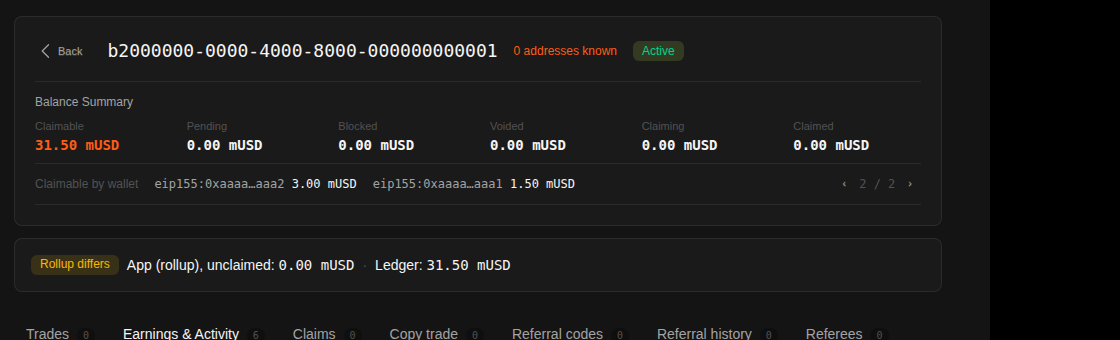 Back b2000000-0000-4000-8000-000000000001 0 addresses known Active
Balance Summary
Claimable Pending Blocked Voided Claiming Claimed
31.50 mUSD 0.00 mUSD 0.00 mUSD 0.00 mUSD 0.00 mUSD 0.00 mUSD
Claimable by wallet eip155:0xaaaa…aaa2 3.00 mUSD eip155:0xaaaa…aaa1 1.50 mUSD ‹ 2 / 2 ›
Rollup differs App (rollup), unclaimed: 0.00 mUSD · Ledger: 31.50 mUSD
Trades 0 Earnings & Activity 6 Claims 0 Copy trade 0 Referral codes 0 Referral history 0 Referees 0